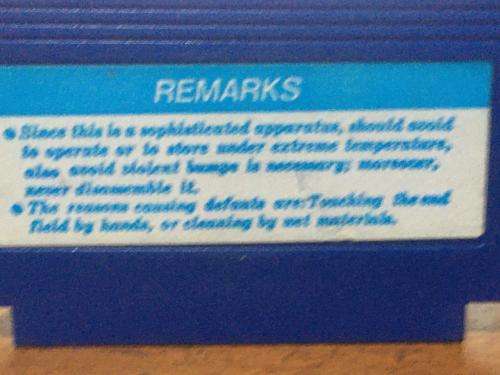 REMARKS
● Since this is a sophisticated apparatus, should avoid
to operate or to store under extreme temperature,
also, avoid violent bumps is necessary; moreover,
never disassemble it.
● The reasons causing defaults are:Touching the end
field by hands, or cleaning by wet materials.